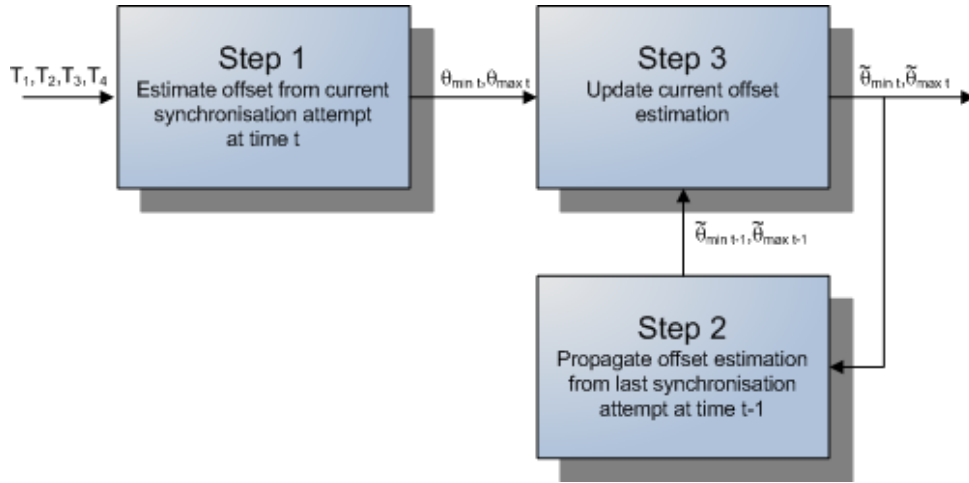 T₁,T₂,T₃,T₄
Step 1
Estimate offset from current
synchronisation attempt
at time t
θmin t,θmax t
Step 3
Update current offset
estimation
θ̃min t,θ̃max t
θ̃min t-1,θ̃max t-1
Step 2
Propagate offset estimation
from last synchronisation
attempt at time t-1